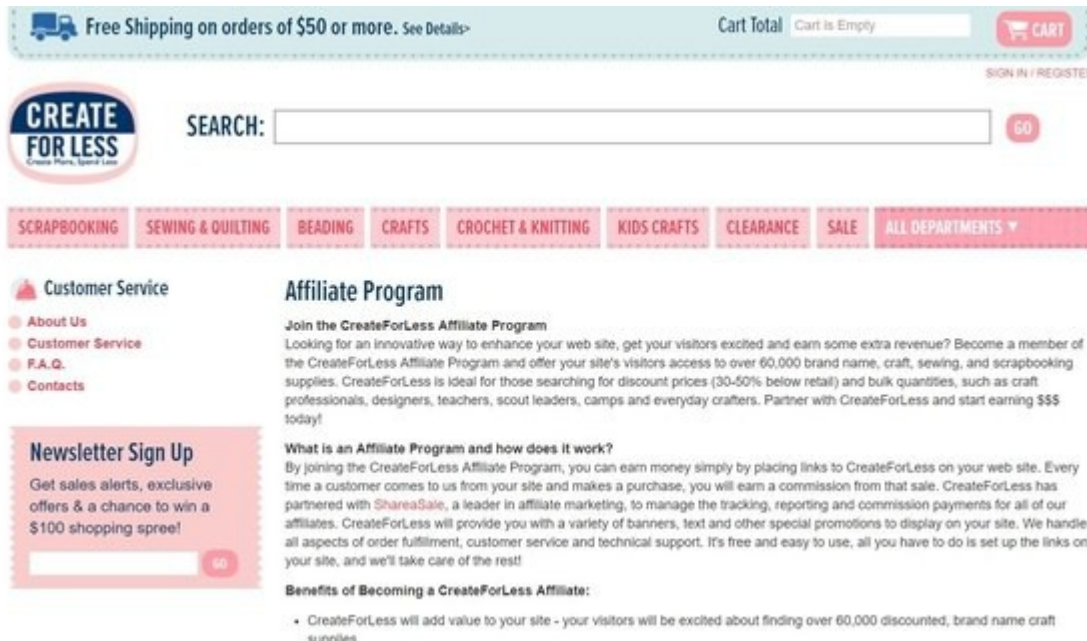 Free Shipping on orders of $50 or more. See Details>
Cart Total Cart is Empty CART
SIGN IN / REGISTE
CREATE
FOR LESS
Create More, Spend Less
SEARCH: GO
SCRAPBOOKING SEWING & QUILTING BEADING CRAFTS CROCHET & KNITTING KIDS CRAFTS CLEARANCE SALE ALL DEPARTMENTS ▼
Customer Service
About Us
Customer Service
F.A.Q.
Contacts
Newsletter Sign Up
Get sales alerts, exclusive
offers & a chance to win a
$100 shopping spree!
GO
Affiliate Program
Join the CreateForLess Affiliate Program
Looking for an innovative way to enhance your web site, get your visitors excited and earn some extra revenue? Become a member of
the CreateForLess Affiliate Program and offer your site's visitors access to over 60,000 brand name, craft, sewing, and scrapbooking
supplies. CreateForLess is ideal for those searching for discount prices (30-50% below retail) and bulk quantities, such as craft
professionals, designers, teachers, scout leaders, camps and everyday crafters. Partner with CreateForLess and start earning $$$
today!
What is an Affiliate Program and how does it work?
By joining the CreateForLess Affiliate Program, you can earn money simply by placing links to CreateForLess on your web site. Every
time a customer comes to us from your site and makes a purchase, you will earn a commission from that sale. CreateForLess has
partnered with ShareaSale, a leader in affiliate marketing, to manage the tracking, reporting and commission payments for all of our
affiliates. CreateForLess will provide you with a variety of banners, text and other special promotions to display on your site. We handle
all aspects of order fulfillment, customer service and technical support. It's free and easy to use, all you have to do is set up the links on
your site, and we'll take care of the rest!
Benefits of Becoming a CreateForLess Affiliate:
• CreateForLess will add value to your site - your visitors will be excited about finding over 60,000 discounted, brand name craft
supplies